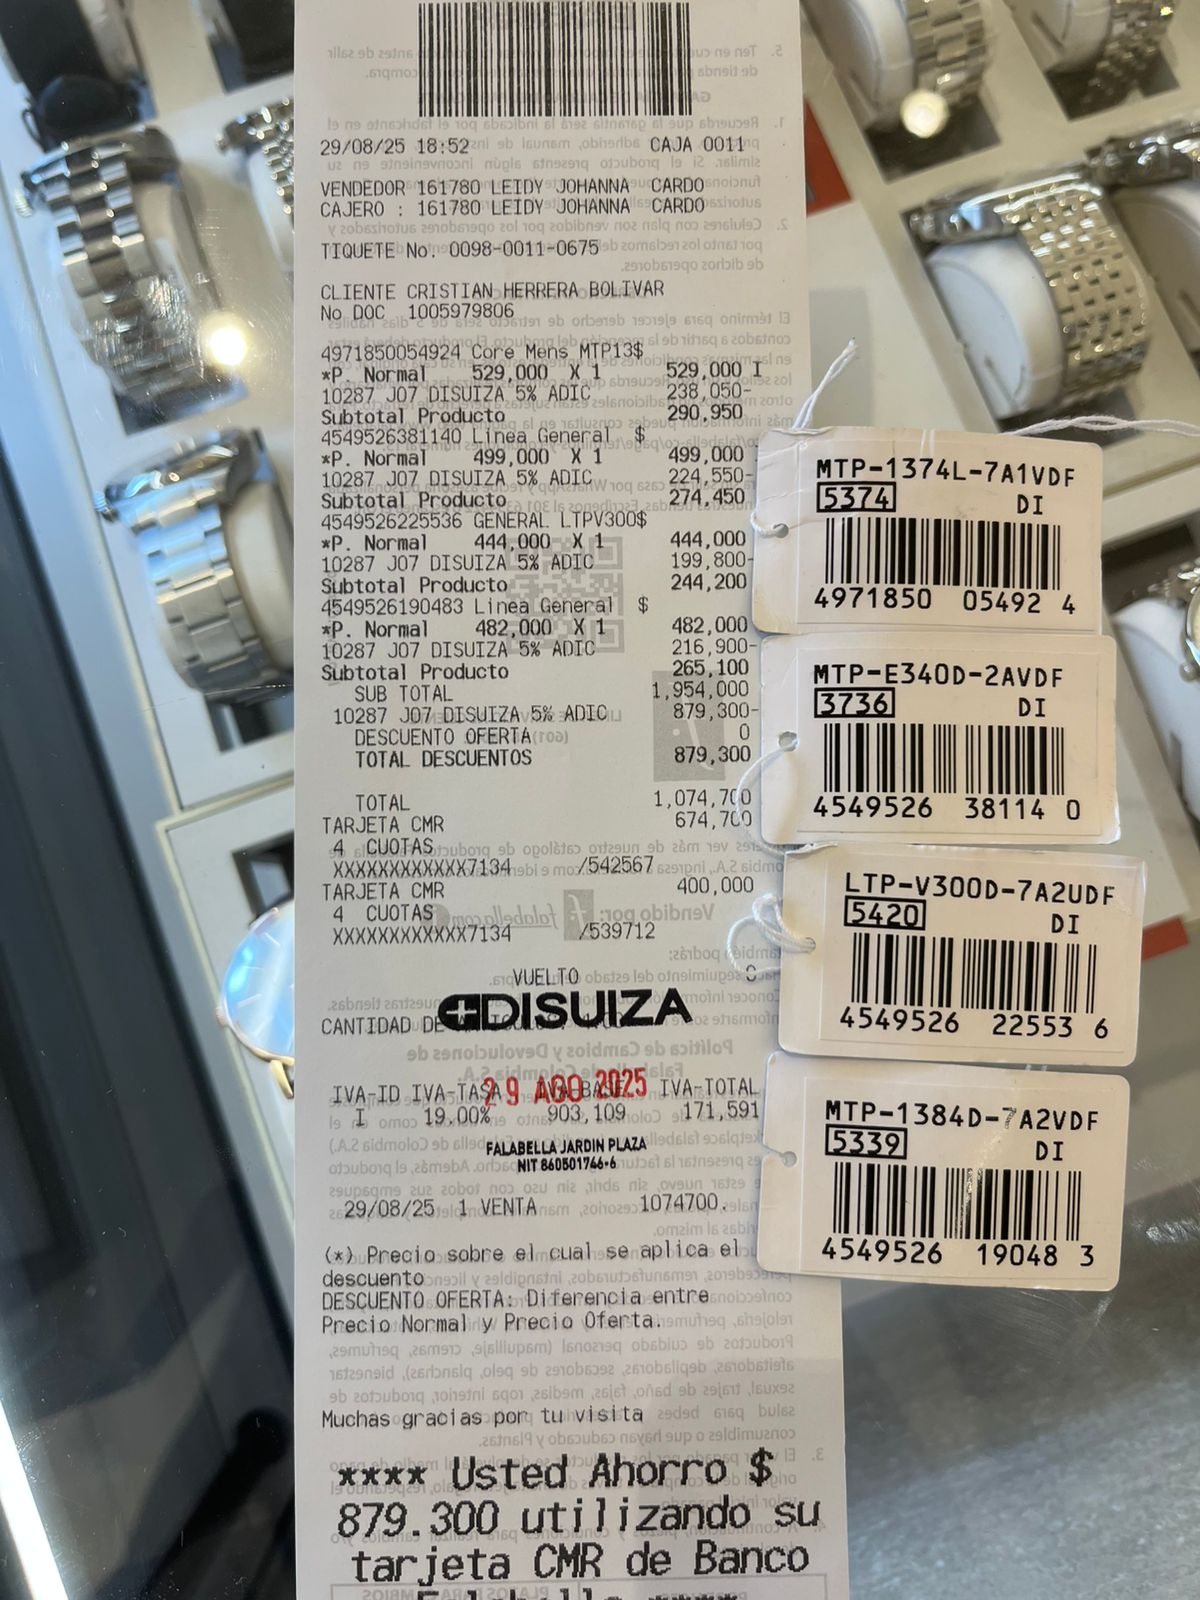 29/08/25 18:52 CAJA 0011
VENDEDOR 161780 LEIDY JOHANNA CARDO
CAJERO : 161780 LEIDY JOHANNA CARDO
TIQUETE No. 0098-0011-0675
CLIENTE CRISTIAN HERRERA BOLIVAR
No DOC 1005979806
4971850054924 Core Mens MTP13$
*P. Normal 529,000 X 1 529,000 I
10287 J07 DISUIZA 5% ADIC 238,050-
Subtotal Producto 290,950
4549526381140 Linea General $
*P. Normal 499,000 X 1 499,000
10287 J07 DISUIZA 5% ADIC 224,550-
Subtotal Producto 274,450
4549526225536 GENERAL LTPV300$
*P. Normal 444,000 X 1 444,000
10287 J07 DISUIZA 5% ADIC 199,800-
Subtotal Producto 244,200
4549526190483 Linea General $
*P. Normal 482,000 X 1 482,000
10287 J07 DISUIZA 5% ADIC 216,900-
Subtotal Producto 265,100
SUB TOTAL 1,954,000
10287 J07 DISUIZA 5% ADIC 879,300-
DESCUENTO OFERTA 0
TOTAL DESCUENTOS 879,300
TOTAL 1,074,700
TARJETA CMR 674,700
4 CUOTAS
XXXXXXXXXXXX7134 /542567
TARJETA CMR 400,000
4 CUOTAS
XXXXXXXXXXXX7134 /539712
VUELTO 0
DISUIZA
CANTIDAD DE
29 AGO 2025
IVA-ID IVA-TASA IVA-BASE IVA-TOTAL
I 19.00% 903,109 171,591
FALABELLA JARDIN PLAZA
NIT 860501746-6
29/08/25 1 VENTA 1074700.
(*) Precio sobre el cual se aplica el
descuento
DESCUENTO OFERTA: Diferencia entre
Precio Normal y Precio Oferta.
Muchas gracias por tu visita
**** Usted Ahorro $
879.300 utilizando su
tarjeta CMR de Banco
MTP-1374L-7A1VDF
5374 DI
4971850 05492 4
MTP-E340D-2AVDF
3736 DI
4549526 38114 0
LTP-V300D-7A2UDF
5420 DI
4549526 22553 6
MTP-1384D-7A2VDF
5339 DI
4549526 19048 3